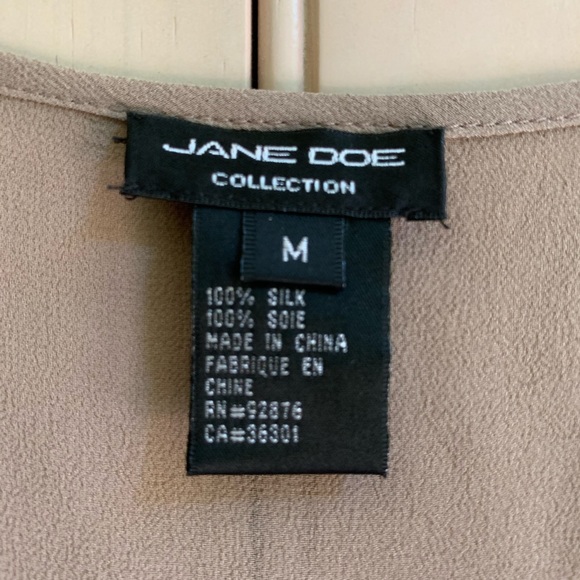 JANE DOE
COLLECTION
M
100% SILK
100% SOIE
MADE IN CHINA
FABRIQUE EN
CHINE
RN#92876
CA#36301